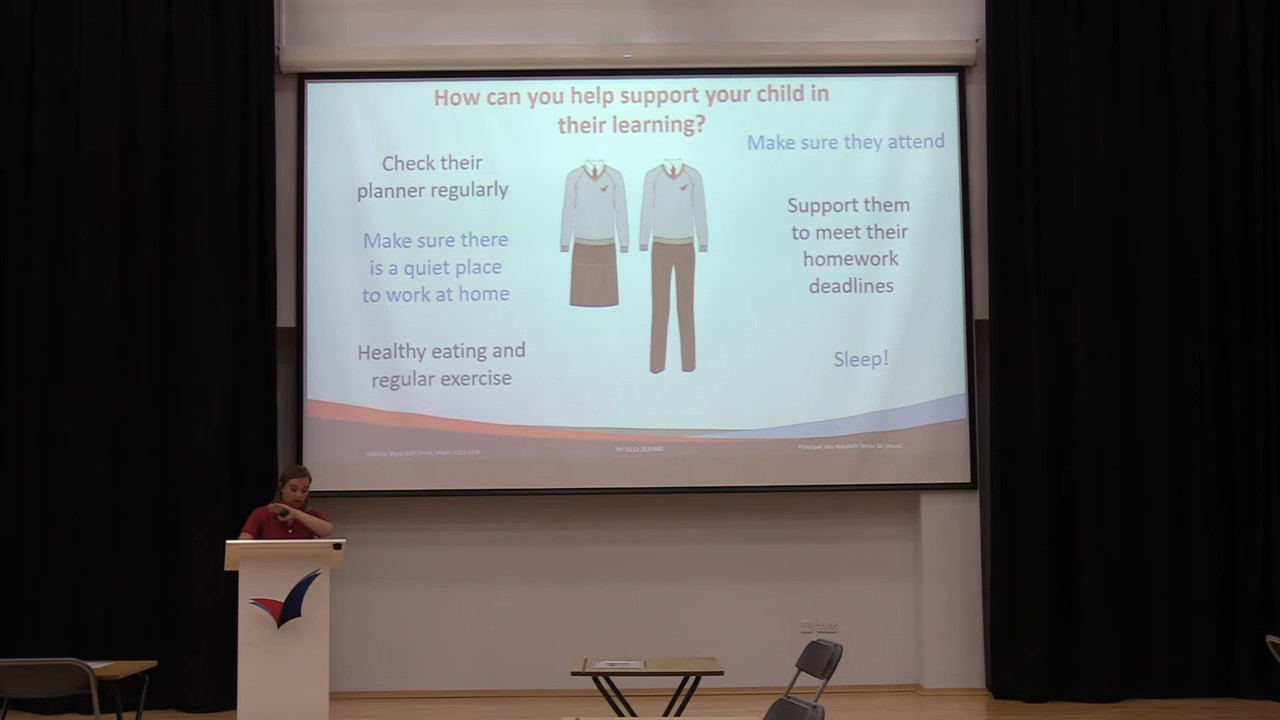 How can you help support your child in
their learning?
Check their
planner regularly
Make sure there
is a quiet place
to work at home
Healthy eating and
regular exercise
Make sure they attend
Support them
to meet their
homework
deadlines
Sleep!